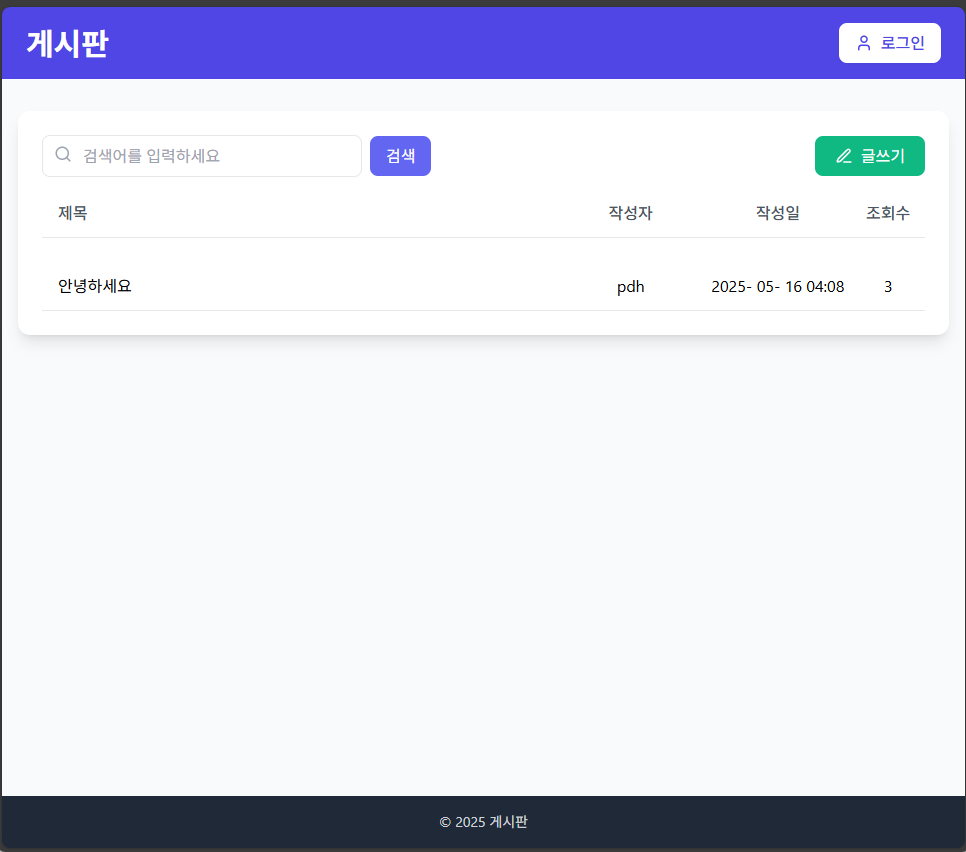 게시판 로그인
검색어를 입력하세요 검색 글쓰기
제목 작성자 작성일 조회수
안녕하세요 pdh 2025- 05- 16 04:08 3
© 2025 게시판